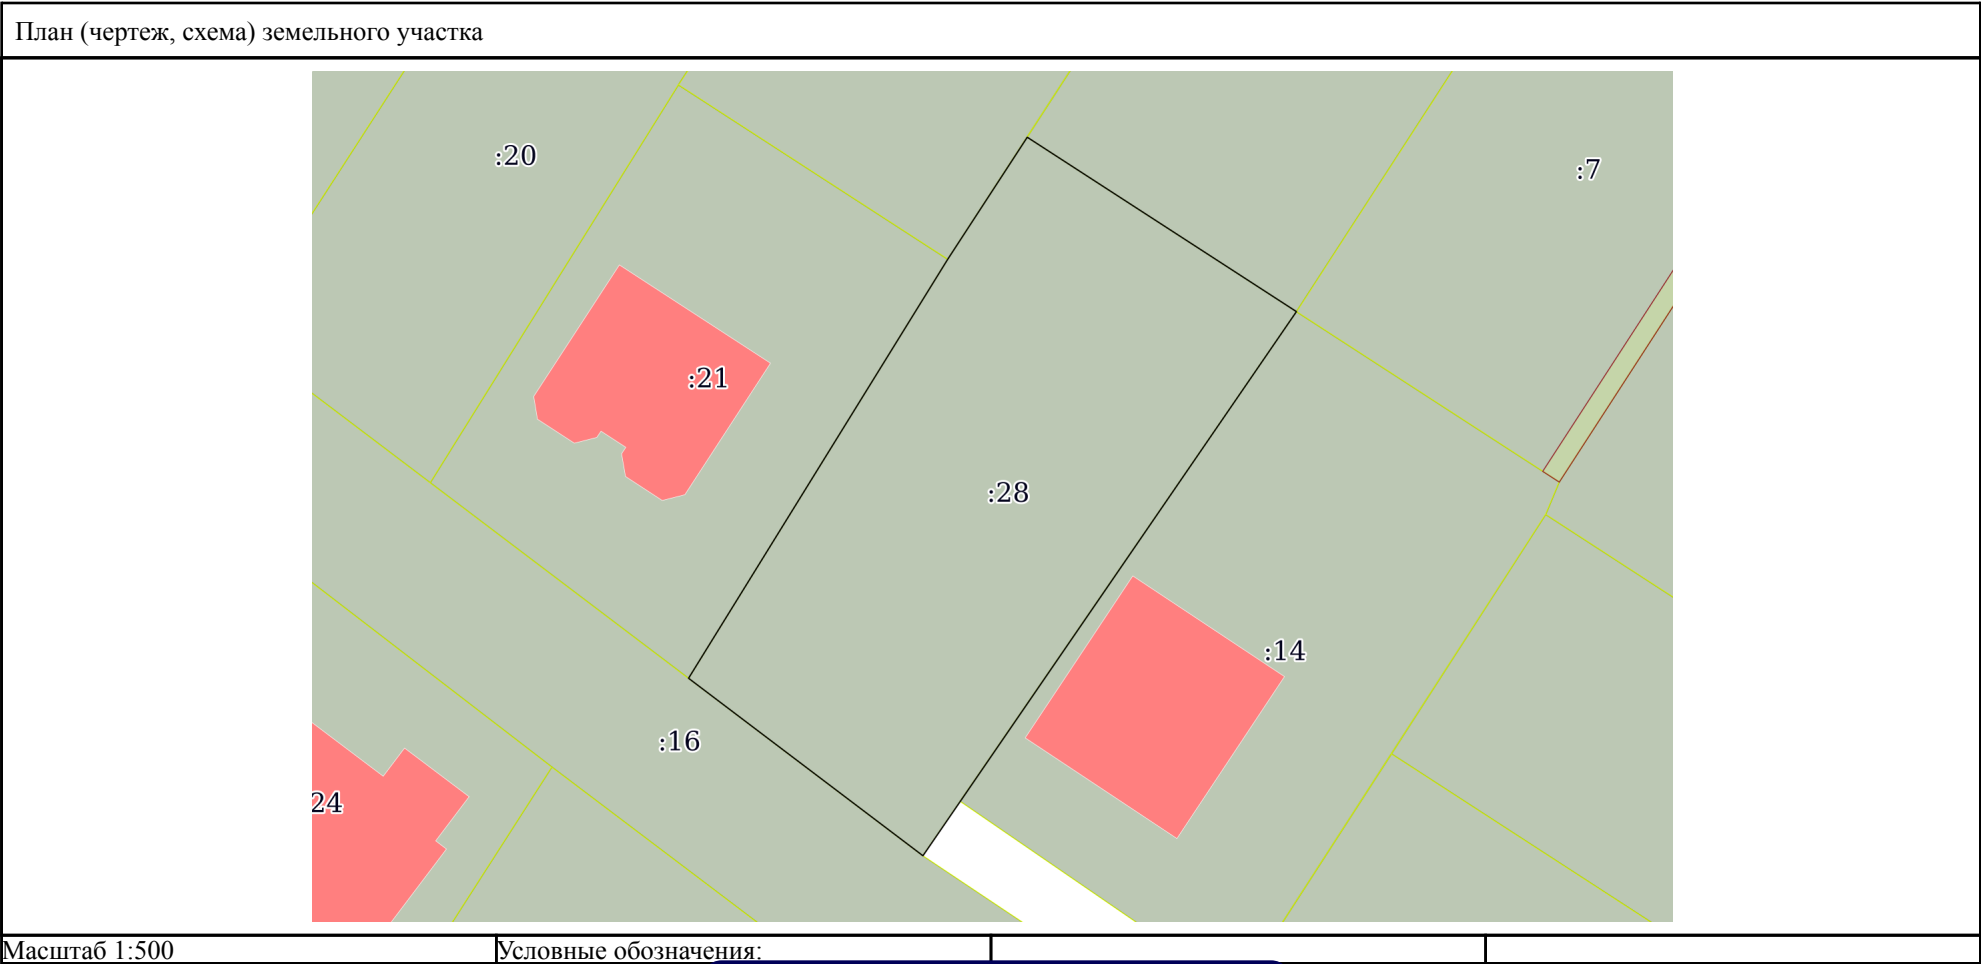 План (чертеж, схема) земельного участка
:20
:7
:21
:28
:14
:16
24
Масштаб 1:500
Условные обозначения: